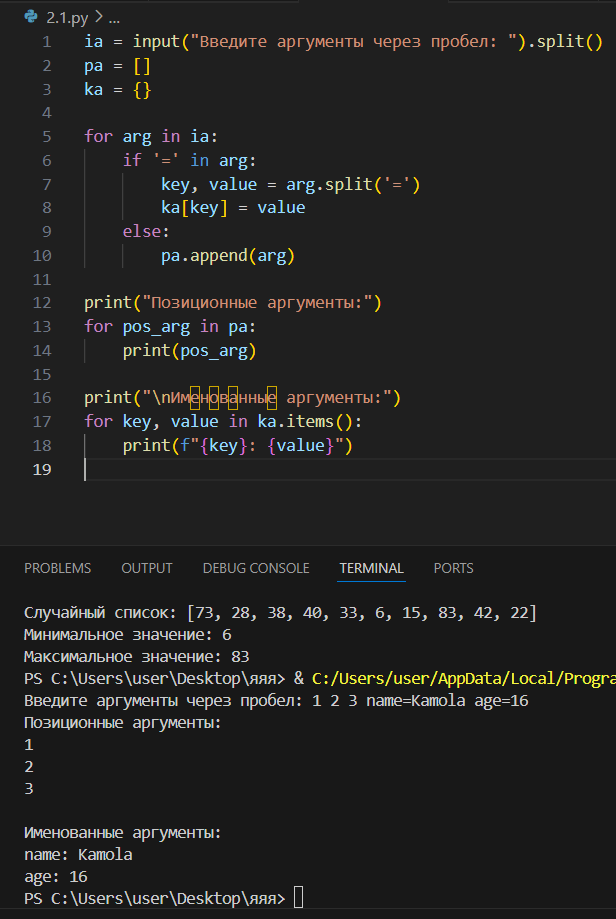 2.1.py > ...
1 ia = input("Введите аргументы через пробел: ").split()
2 pa = []
3 ka = {}
4
5 for arg in ia:
6 if '=' in arg:
7 key, value = arg.split('=')
8 ka[key] = value
9 else:
10 pa.append(arg)
11
12 print("Позиционные аргументы:")
13 for pos_arg in pa:
14 print(pos_arg)
15
16 print("\nИменованные аргументы:")
17 for key, value in ka.items():
18 print(f"{key}: {value}")
19
PROBLEMS OUTPUT DEBUG CONSOLE TERMINAL PORTS
Случайный список: [73, 28, 38, 40, 33, 6, 15, 83, 42, 22]
Минимальное значение: 6
Максимальное значение: 83
PS C:\Users\user\Desktop\яяя> & C:/Users/user/AppData/Local/Progra
Введите аргументы через пробел: 1 2 3 name=Kamola age=16
Позиционные аргументы:
1
2
3
Именованные аргументы:
name: Kamola
age: 16
PS C:\Users\user\Desktop\яяя>